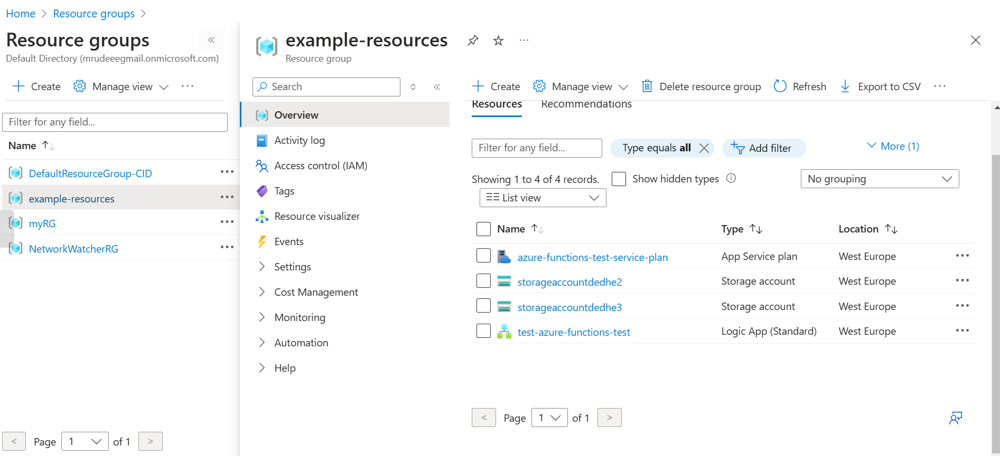 Home > Resource groups >
Resource groups «
Default Directory (mrudeeegmail.onmicrosoft.com)
+ Create Manage view ···
Filter for any field...
Name ↑↓
DefaultResourceGroup-CID ···
example-resources ···
myRG ···
NetworkWatcherRG ···
< Page 1 of 1 >
example-resources ···
Resource group
Search «
Overview
Activity log
Access control (IAM)
Tags
Resource visualizer
Events
> Settings
> Cost Management
> Monitoring
> Automation
> Help
+ Create Manage view Delete resource group Refresh Export to CSV ···
Resources Recommendations
Filter for any field... Type equals all Add filter More (1)
Showing 1 to 4 of 4 records. Show hidden types No grouping
List view
Name ↑↓ Type ↑↓ Location ↑↓
azure-functions-test-service-plan App Service plan West Europe ···
storageaccountdedhe2 Storage account West Europe ···
storageaccountdedhe3 Storage account West Europe ···
test-azure-functions-test Logic App (Standard) West Europe ···
< Page 1 of 1 >